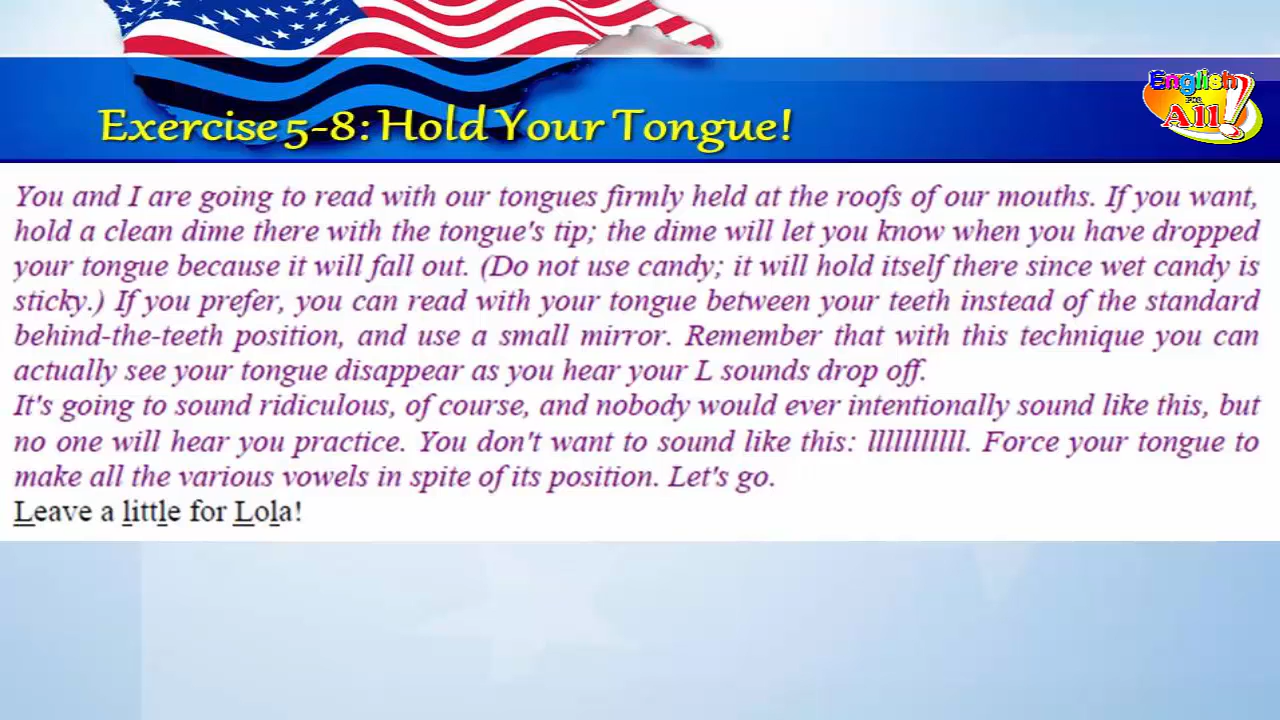 Exercise 5-8: Hold Your Tongue!
English
FOR
All!
You and I are going to read with our tongues firmly held at the roofs of our mouths. If you want,
hold a clean dime there with the tongue's tip; the dime will let you know when you have dropped
your tongue because it will fall out. (Do not use candy; it will hold itself there since wet candy is
sticky.) If you prefer, you can read with your tongue between your teeth instead of the standard
behind-the-teeth position, and use a small mirror. Remember that with this technique you can
actually see your tongue disappear as you hear your L sounds drop off.
It's going to sound ridiculous, of course, and nobody would ever intentionally sound like this, but
no one will hear you practice. You don't want to sound like this: lllllllllll. Force your tongue to
make all the various vowels in spite of its position. Let's go.
Leave a little for Lola!